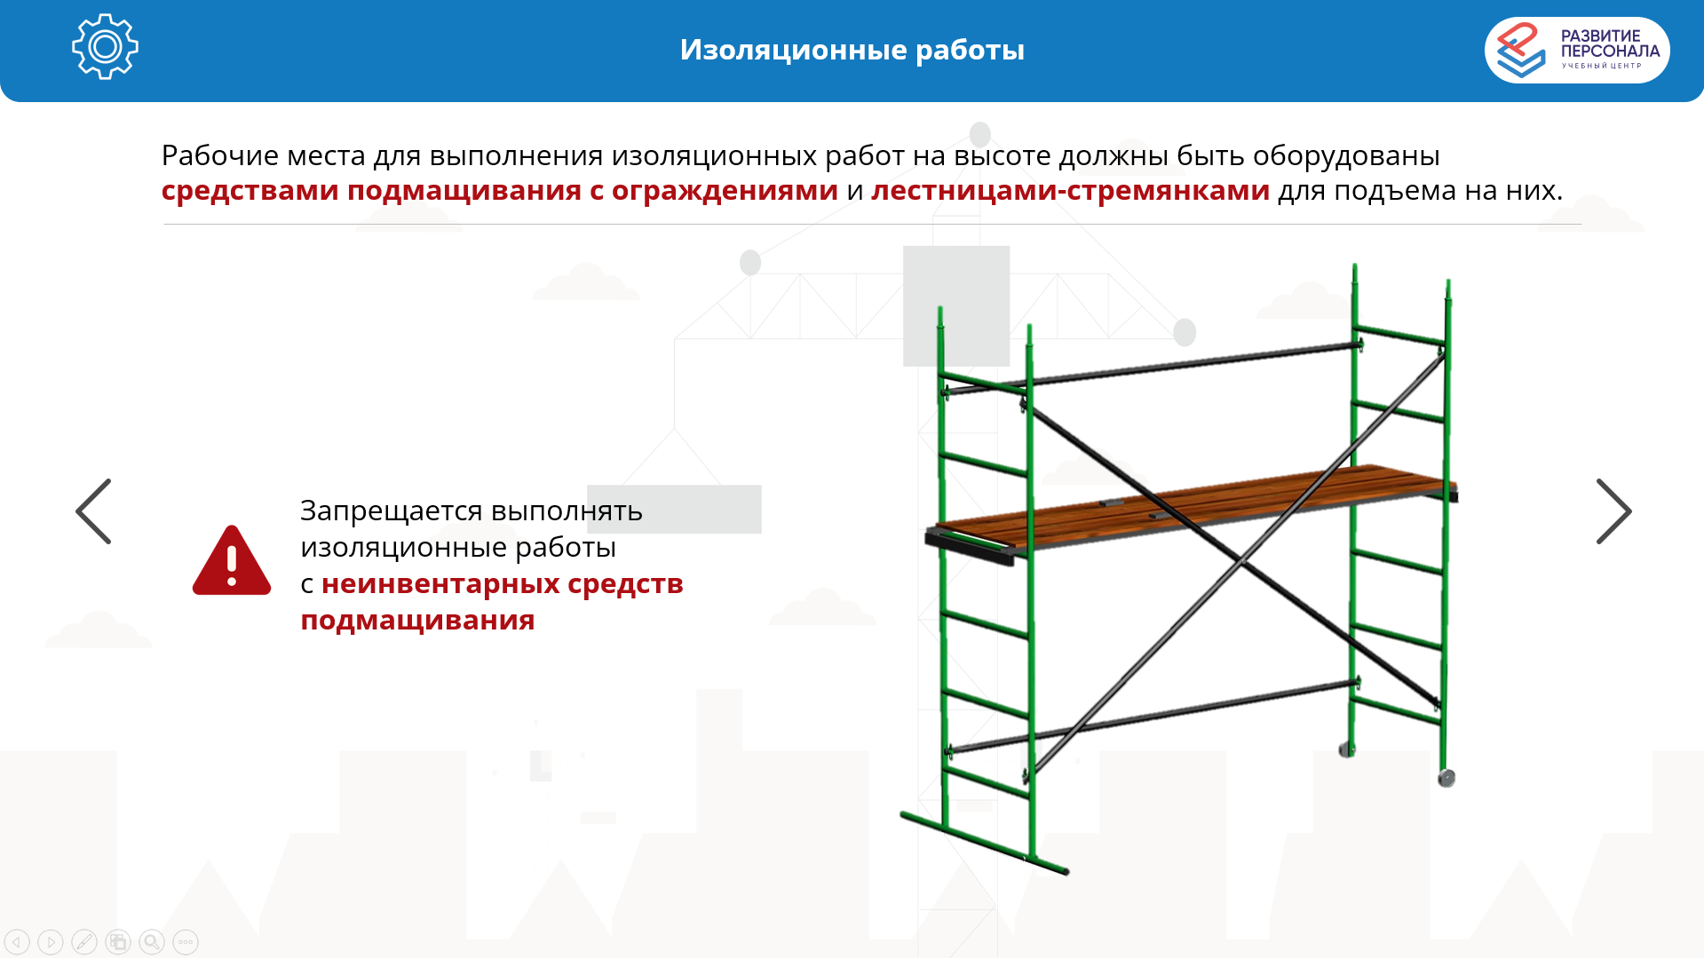 Изоляционные работы
РАЗВИТИЕ
ПЕРСОНАЛА
УЧЕБНЫЙ ЦЕНТР
Рабочие места для выполнения изоляционных работ на высоте должны быть оборудованы
средствами подмащивания с ограждениями и лестницами-стремянками для подъема на них.
Запрещается выполнять
изоляционные работы
с неинвентарных средств
подмащивания